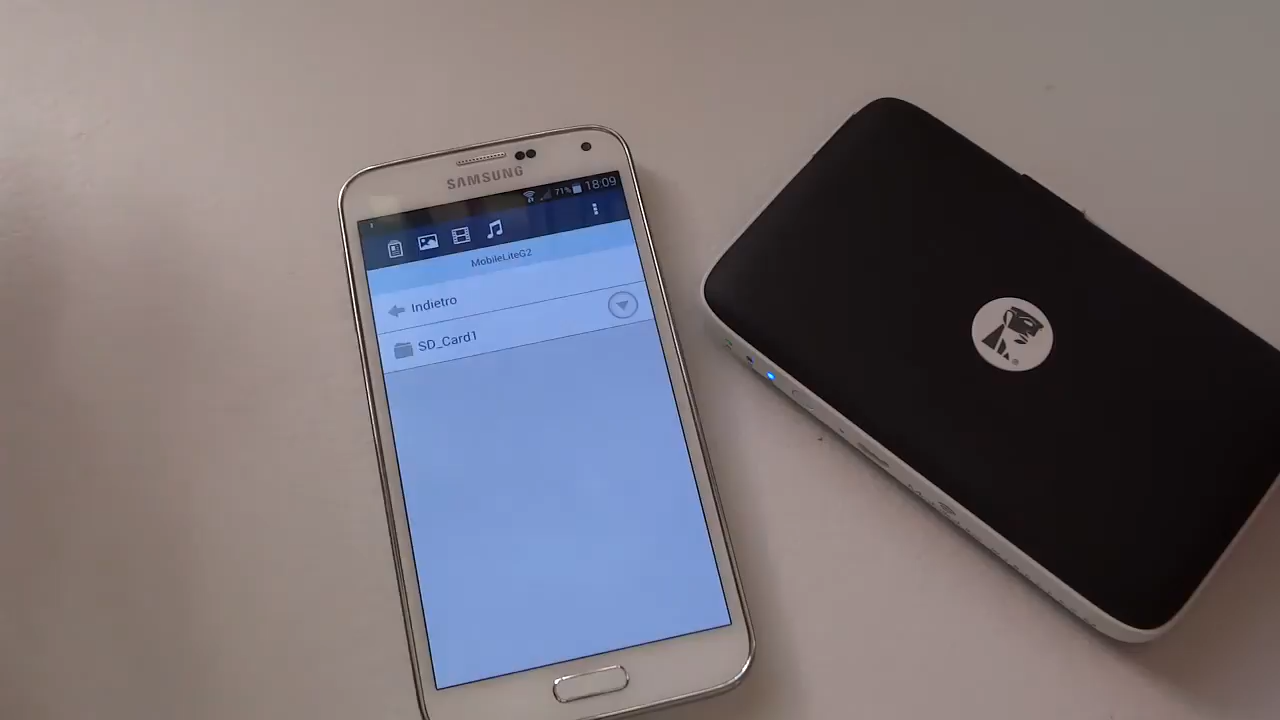 SAMSUNG
71% 18:09
MobileLiteG2
Indietro
SD_Card1